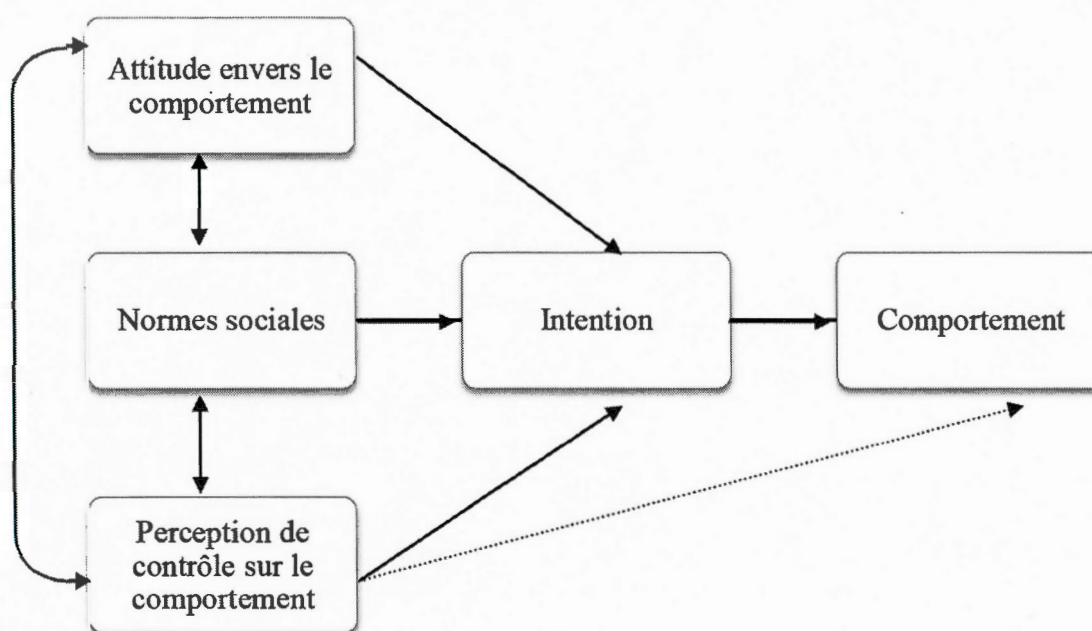 Attitude envers le
comportement
Normes sociales
Intention
Comportement
Perception de
contrôle sur le
comportement